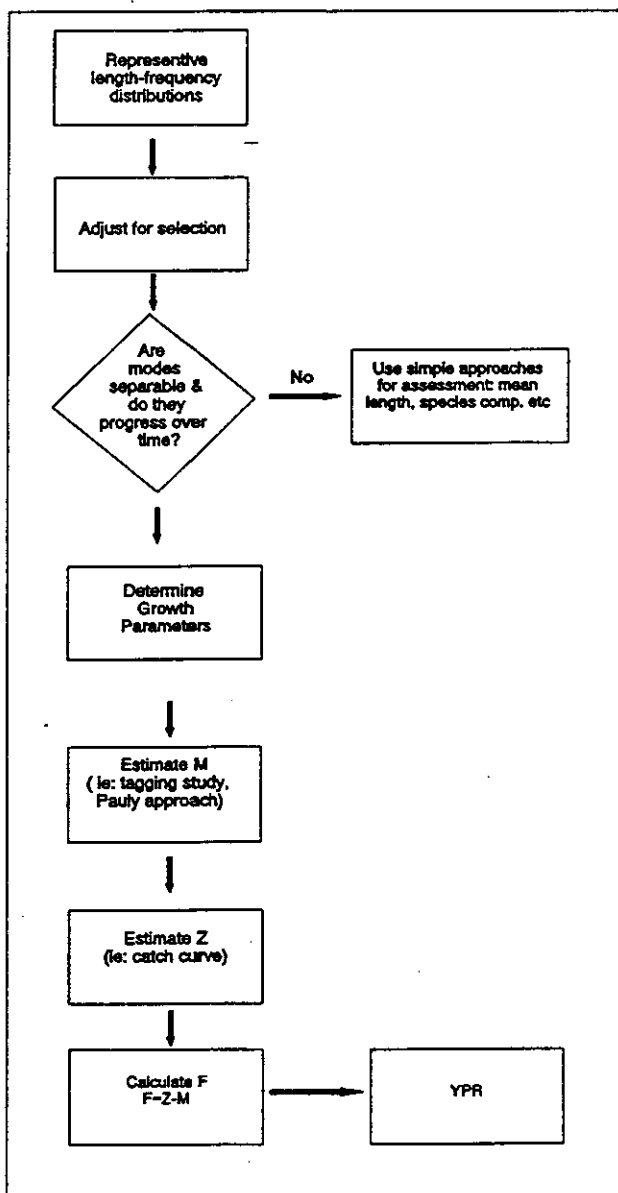 Representive
length-frequency
distributions
Adjust for selection
Are
modes
separable &
do they
progress over
time?
No
Use simple approaches
for assessment: mean
length, species comp. etc
Determine
Growth
Parameters
Estimate M
( ie: tagging study,
Pauly approach)
Estimate Z
(ie: catch curve)
Calculate F
F=Z-M
YPR